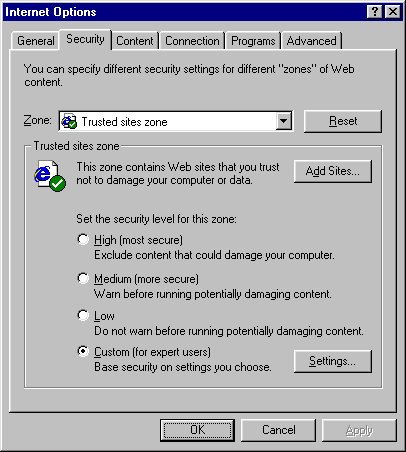 Internet Options
General Security Content Connection Programs Advanced
You can specify different security settings for different "zones" of Web
content.
Zone: Trusted sites zone Reset
Trusted sites zone
This zone contains Web sites that you trust
not to damage your computer or data.
Add Sites...
Set the security level for this zone:
High (most secure)
Exclude content that could damage your computer.
Medium (more secure)
Warn before running potentially damaging content.
Low
Do not warn before running potentially damaging content.
Custom (for expert users)
Base security on settings you choose.
Settings...
OK Cancel Apply